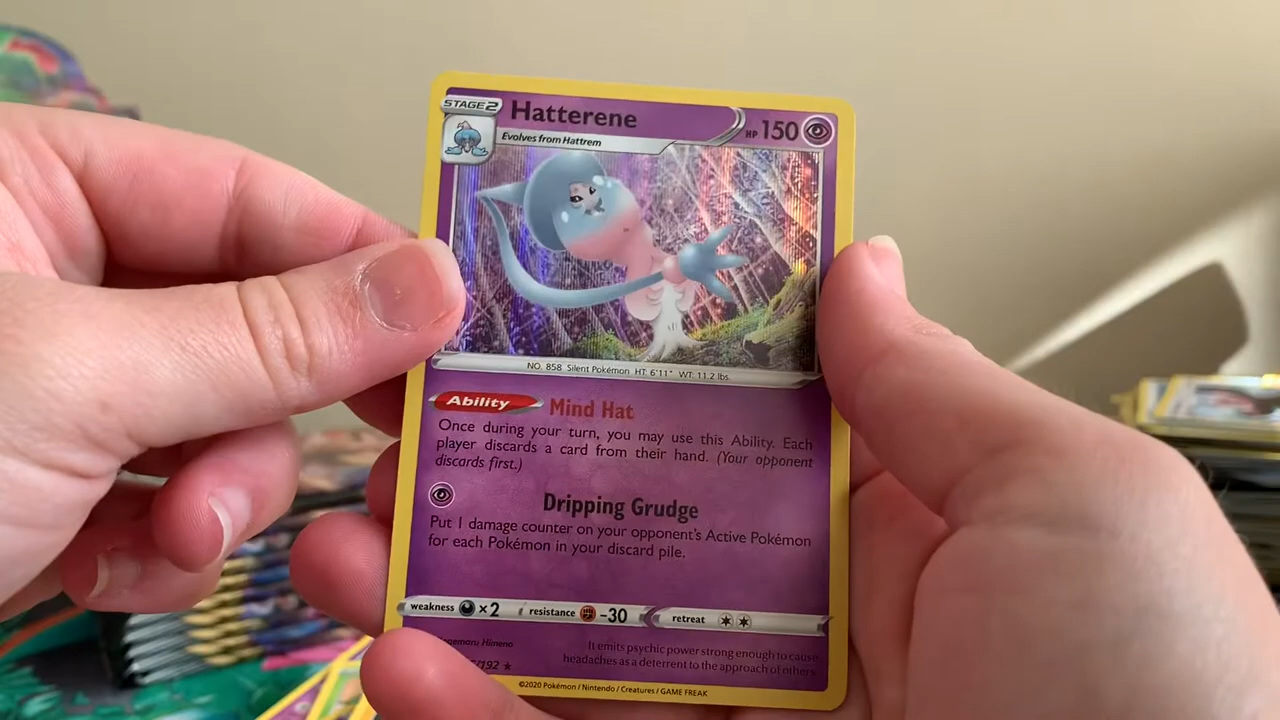 STAGE 2
Hatterene
HP 150
Evolves from Hattrem
NO. 858 Silent Pokémon HT. 6'11" WT. 11.2 lbs.
Ability Mind Hat
Once during your turn, you may use this Ability. Each
player discards a card from their hand. (Your opponent
discards first.)
Dripping Grudge
Put 1 damage counter on your opponent's Active Pokémon
for each Pokémon in your discard pile.
weakness ×2 resistance -30 retreat
Himeno
/192
It emits psychic power strong enough to cause
headaches as a deterrent to the approach of others.
©2020 Pokémon / Nintendo / Creatures / GAME FREAK